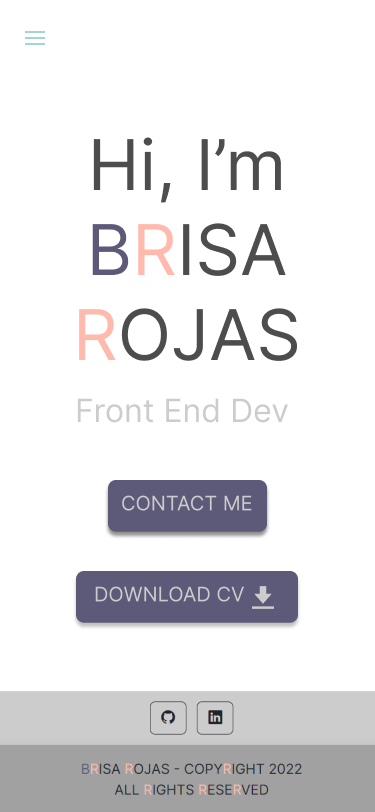 Hi, I’m
BRISA
ROJAS
Front End Dev
CONTACT ME
DOWNLOAD CV
BRISA ROJAS - COPYRIGHT 2022
ALL RIGHTS RESERVED